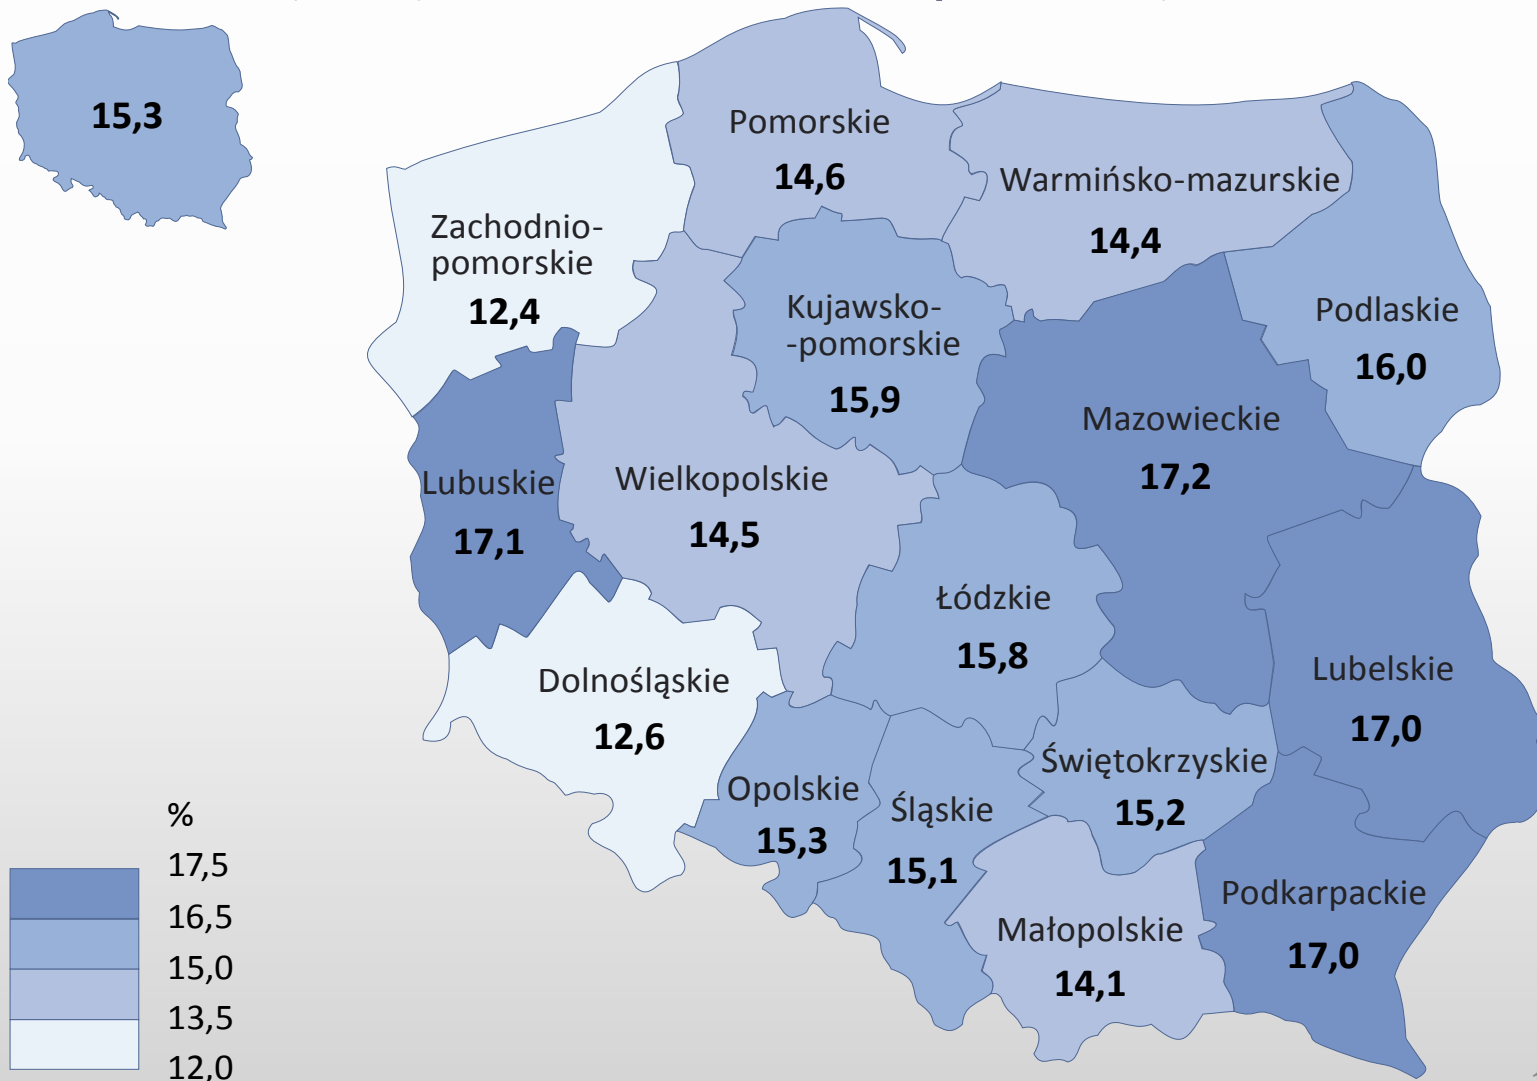 15,3
Pomorskie
14,6
Warmińsko-mazurskie
14,4
Zachodnio-
pomorskie
12,4
Kujawsko-
-pomorskie
15,9
Podlaskie
16,0
Mazowieckie
17,2
Lubuskie
17,1
Wielkopolskie
14,5
Łódzkie
15,8
Lubelskie
17,0
Dolnośląskie
12,6
Opolskie
15,3
Śląskie
15,1
Świętokrzyskie
15,2
Małopolskie
14,1
Podkarpackie
17,0
%
17,5
16,5
15,0
13,5
12,0